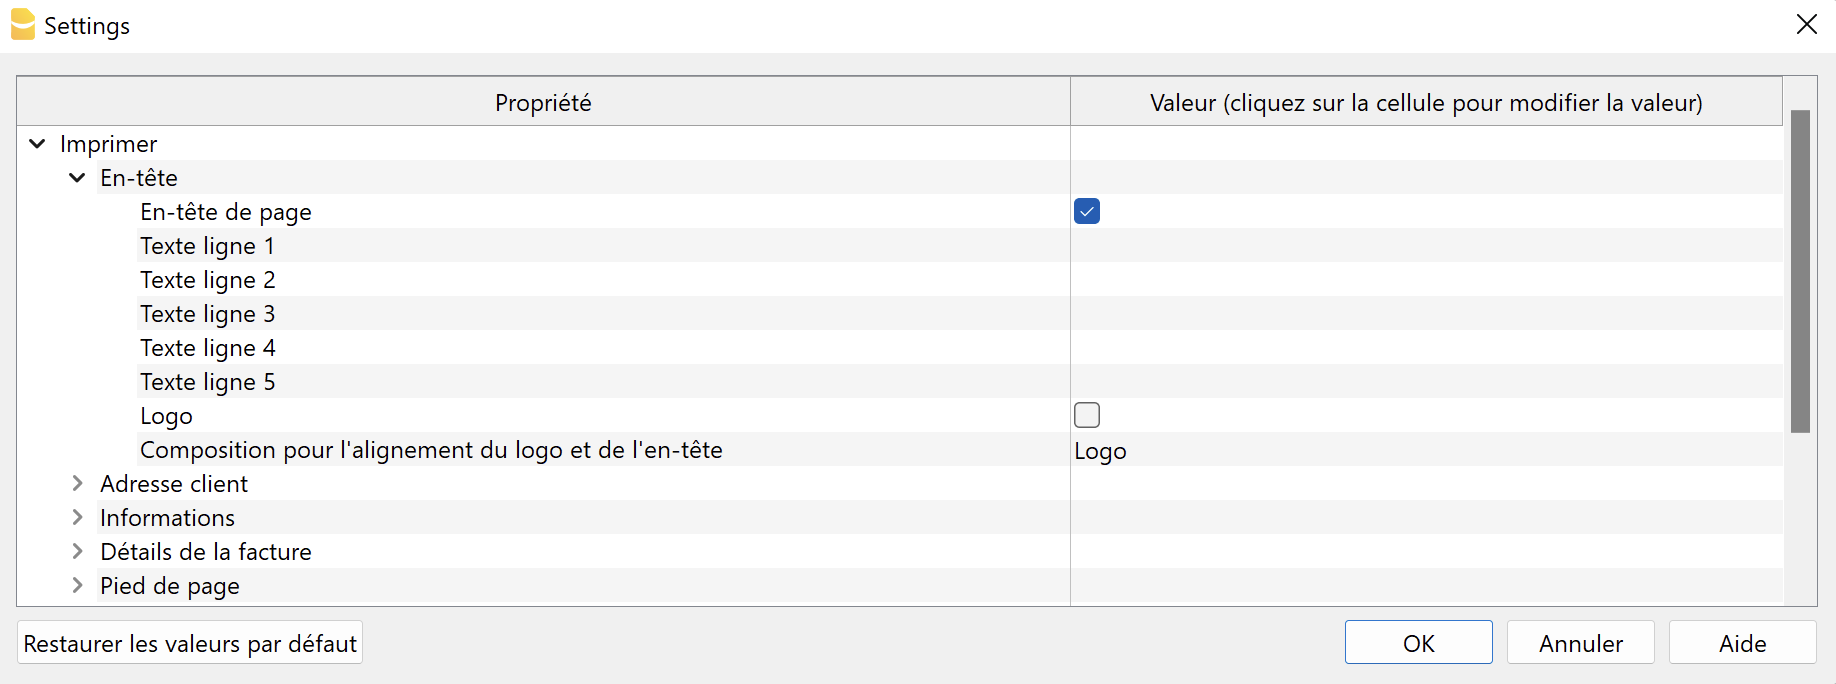 Settings
Propriété
Valeur (cliquez sur la cellule pour modifier la valeur)
Imprimer
En-tête
En-tête de page
Texte ligne 1
Texte ligne 2
Texte ligne 3
Texte ligne 4
Texte ligne 5
Logo
Composition pour l'alignement du logo et de l'en-tête
Logo
Adresse client
Informations
Détails de la facture
Pied de page
Restaurer les valeurs par défaut
OK
Annuler
Aide